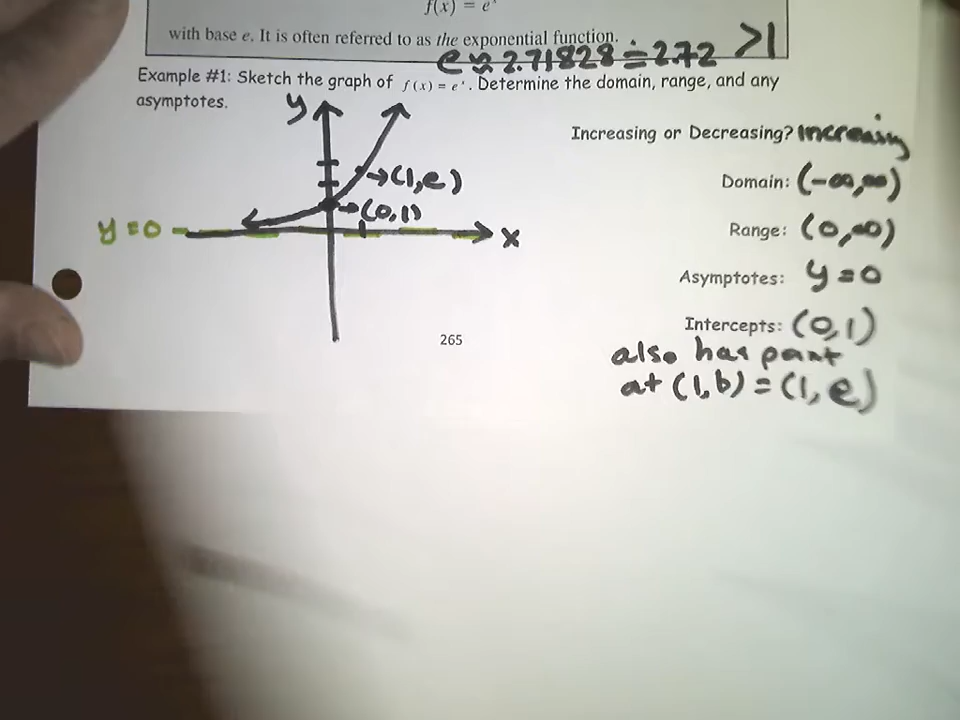 f(x) = eˣ
with base e. It is often referred to as the exponential function.
e ≈ 2.71828 ≐ 2.72 >1
Example #1: Sketch the graph of f(x) = eˣ. Determine the domain, range, and any
asymptotes.
y
Increasing or Decreasing? increasing
→(1,e)
Domain: (-∞,∞)
→(0,1)
y=0
x
Range: (0,∞)
Asymptotes: y=0
Intercepts: (0,1)
265
also has point
at (1,b) = (1, e)